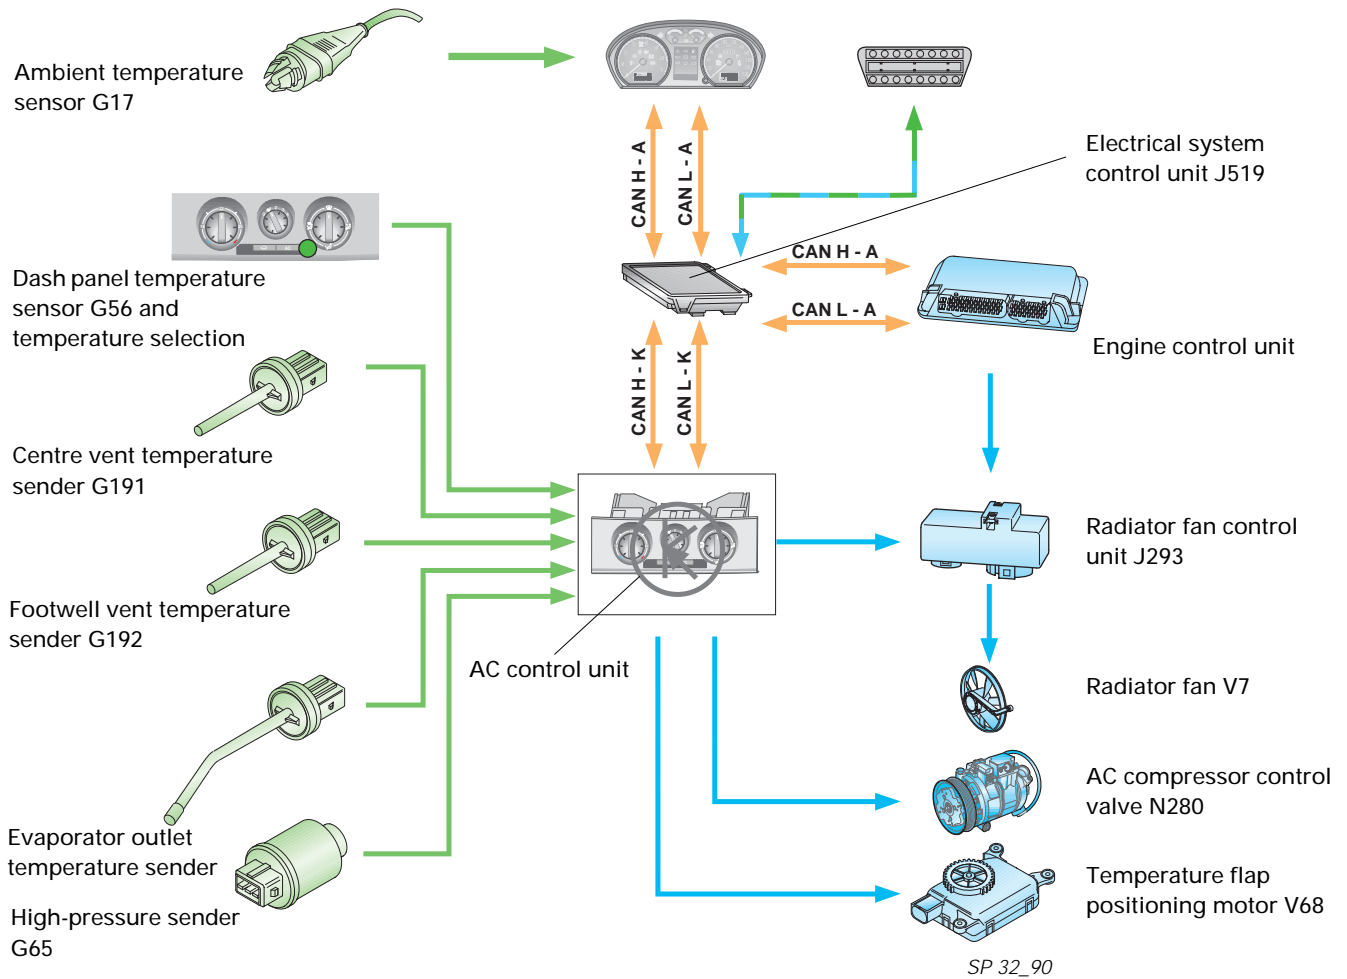 Ambient temperature
sensor G17
CAN H - A
CAN L - A
Electrical system
control unit J519
Dash panel temperature
sensor G56 and
temperature selection
CAN H - A
CAN L - A
Engine control unit
CAN H - K
CAN L - K
Centre vent temperature
sender G191
Radiator fan control
unit J293
Footwell vent temperature
sender G192
AC control unit
Radiator fan V7
AC compressor control
valve N280
Evaporator outlet
temperature sender
Temperature flap
positioning motor V68
High-pressure sender
G65
SP 32_90